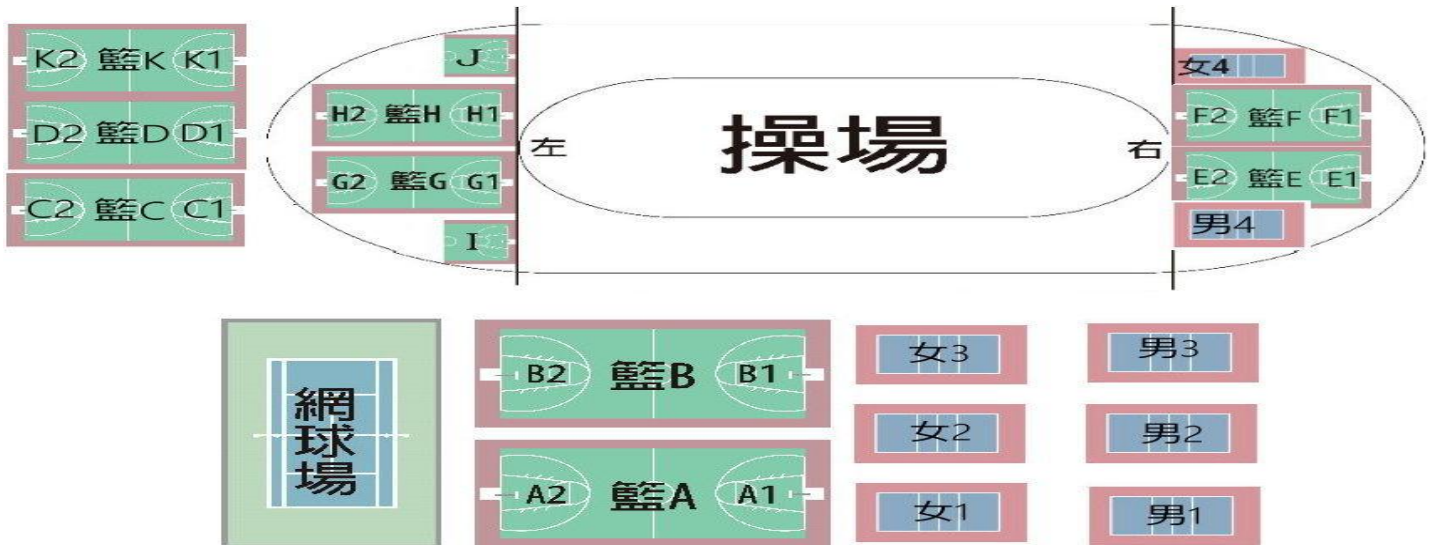 K2 籃K K1
D2 籃D D1
C2 籃C C1
J
H2 籃H H1
G2 籃G G1
I
左
操場
右
女4
F2 籃F F1
E2 籃E E1
男4
網球場
B2 籃B B1
A2 籃A A1
女3
男3
女2
男2
女1
男1